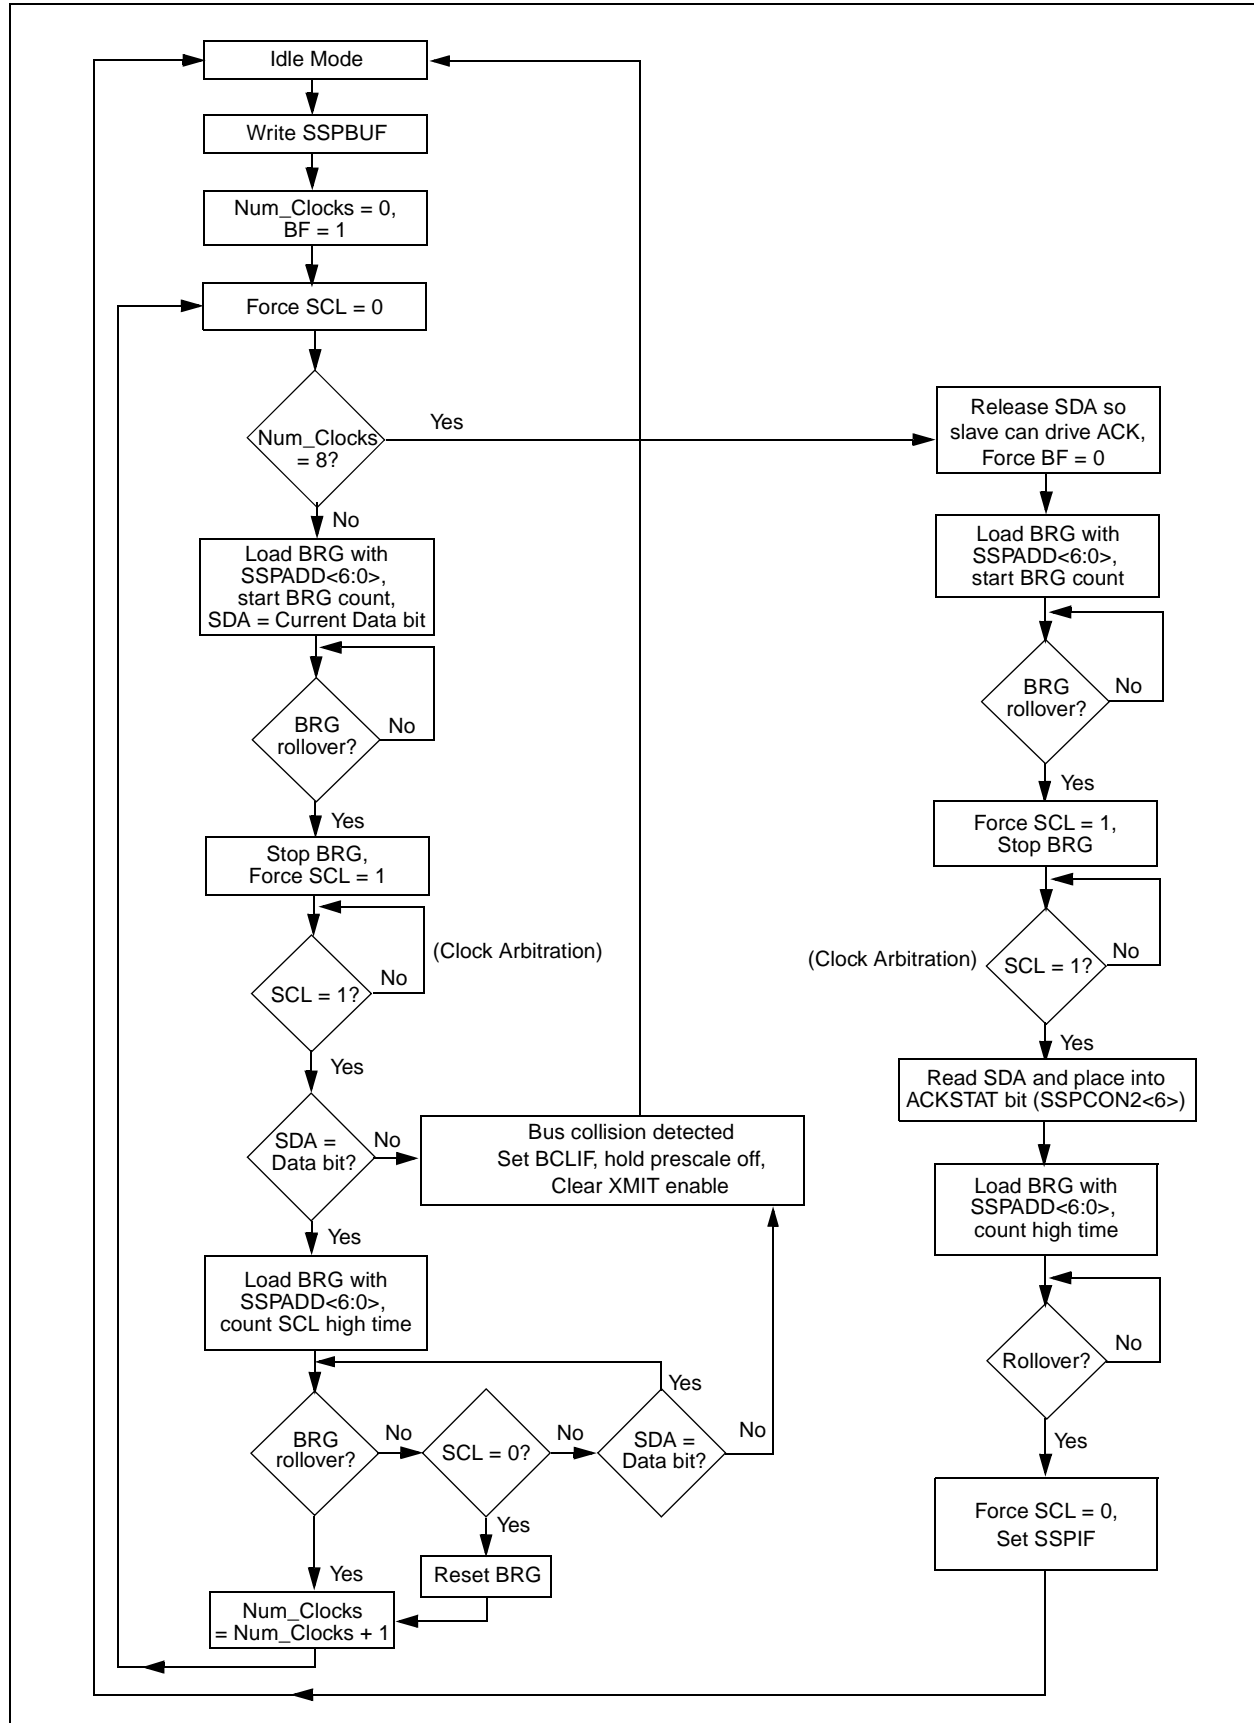 Idle Mode
Write SSPBUF
Num_Clocks = 0,
BF = 1
Force SCL = 0
Num_Clocks
= 8?
Yes
No
Load BRG with
SSPADD<6:0>,
start BRG count,
SDA = Current Data bit
BRG
rollover?
No
Yes
Stop BRG,
Force SCL = 1
SCL = 1?
No
(Clock Arbitration)
Yes
SDA =
Data bit?
No
Bus collision detected
Set BCLIF, hold prescale off,
Clear XMIT enable
Yes
Load BRG with
SSPADD<6:0>,
count SCL high time
BRG
rollover?
No
SCL = 0?
No
SDA =
Data bit?
Yes
No
Yes
Reset BRG
Yes
Num_Clocks
= Num_Clocks + 1
Release SDA so
slave can drive ACK,
Force BF = 0
Load BRG with
SSPADD<6:0>,
start BRG count
BRG
rollover?
No
Yes
Force SCL = 1,
Stop BRG
(Clock Arbitration)
SCL = 1?
No
Yes
Read SDA and place into
ACKSTAT bit (SSPCON2<6>)
Load BRG with
SSPADD<6:0>,
count high time
Rollover?
No
Yes
Force SCL = 0,
Set SSPIF